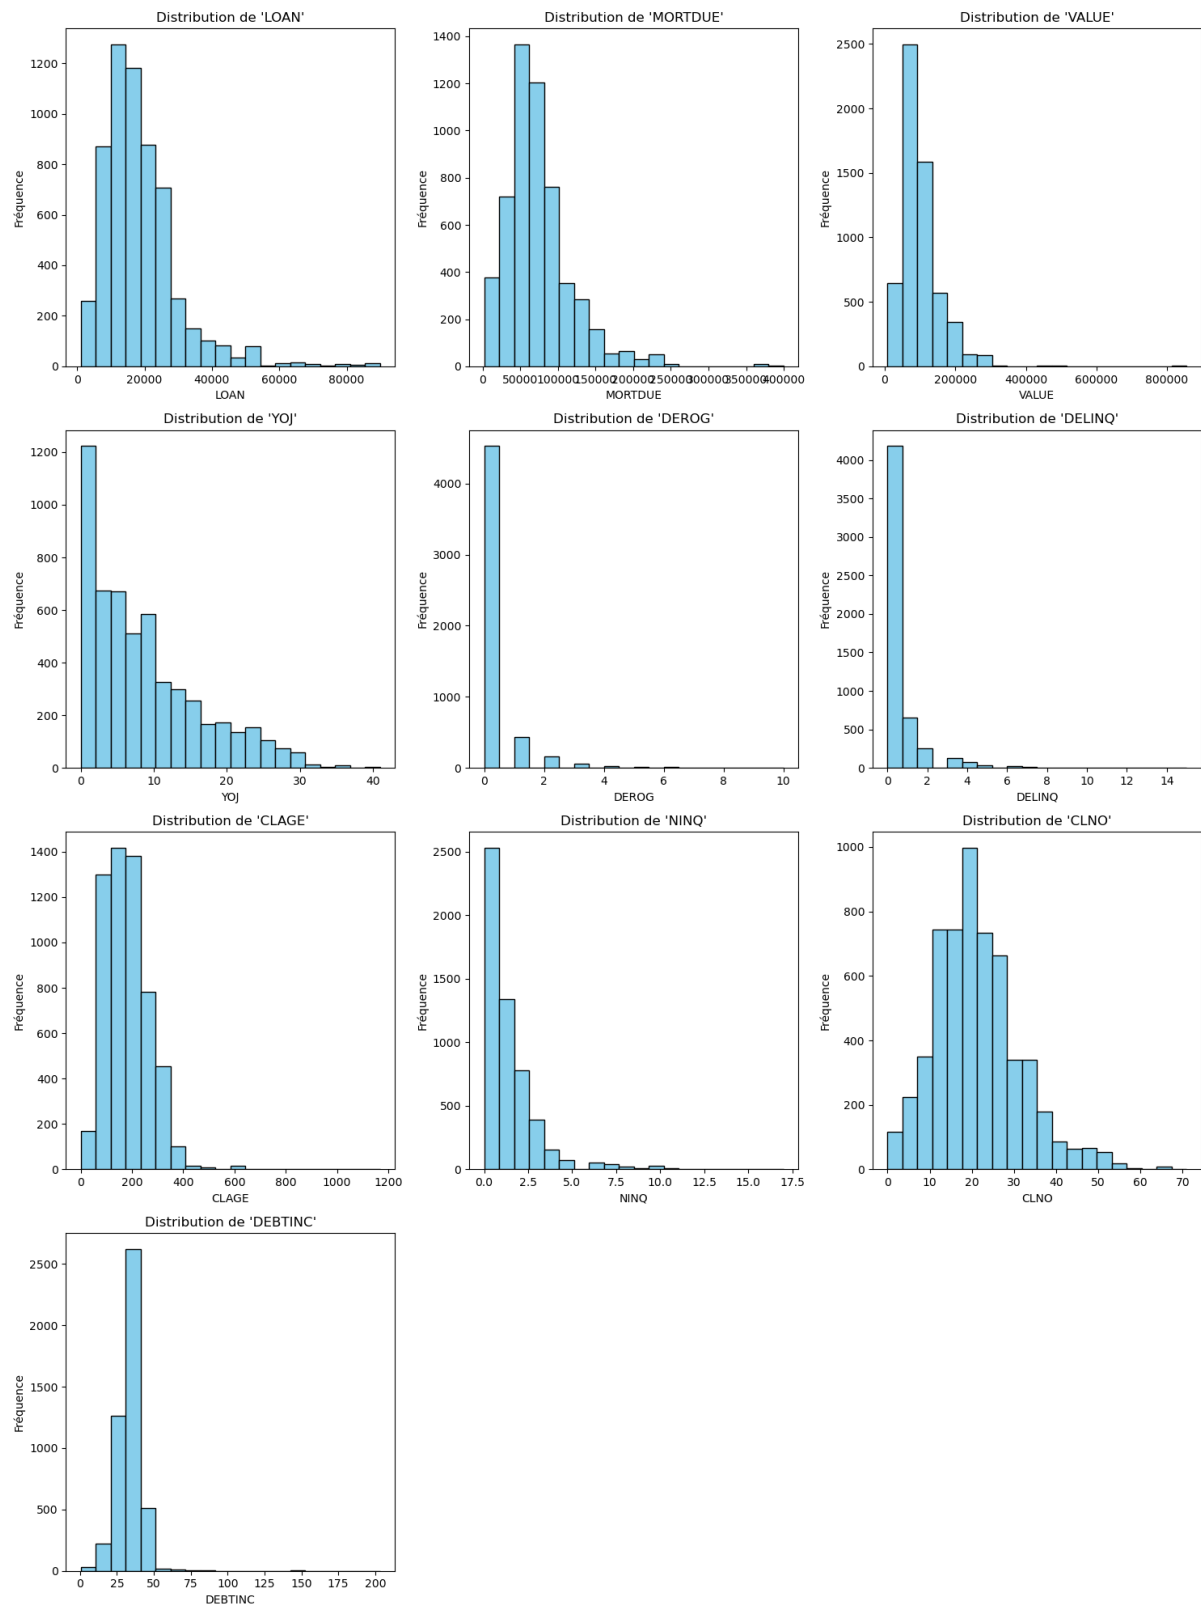 Distribution de 'LOAN'
Fréquence
1200
1000
800
600
400
200
0
0 20000 40000 60000 80000
LOAN
Distribution de 'MORTDUE'
Fréquence
1400
1200
1000
800
600
400
200
0
0 50000 100000 150000 200000 250000 300000 350000 400000
MORTDUE
Distribution de 'VALUE'
Fréquence
2500
2000
1500
1000
500
0
0 200000 400000 600000 800000
VALUE
Distribution de 'YOJ'
Fréquence
1200
1000
800
600
400
200
0
0 10 20 30 40
YOJ
Distribution de 'DEROG'
Fréquence
4000
3000
2000
1000
0
0 2 4 6 8 10
DEROG
Distribution de 'DELINQ'
Fréquence
4000
3500
3000
2500
2000
1500
1000
500
0
0 2 4 6 8 10 12 14
DELINQ
Distribution de 'CLAGE'
Fréquence
1400
1200
1000
800
600
400
200
0
0 200 400 600 800 1000 1200
CLAGE
Distribution de 'NINQ'
Fréquence
2500
2000
1500
1000
500
0
0.0 2.5 5.0 7.5 10.0 12.5 15.0 17.5
NINQ
Distribution de 'CLNO'
Fréquence
1000
800
600
400
200
0
0 10 20 30 40 50 60 70
CLNO
Distribution de 'DEBTINC'
Fréquence
2500
2000
1500
1000
500
0
0 25 50 75 100 125 150 175 200
DEBTINC